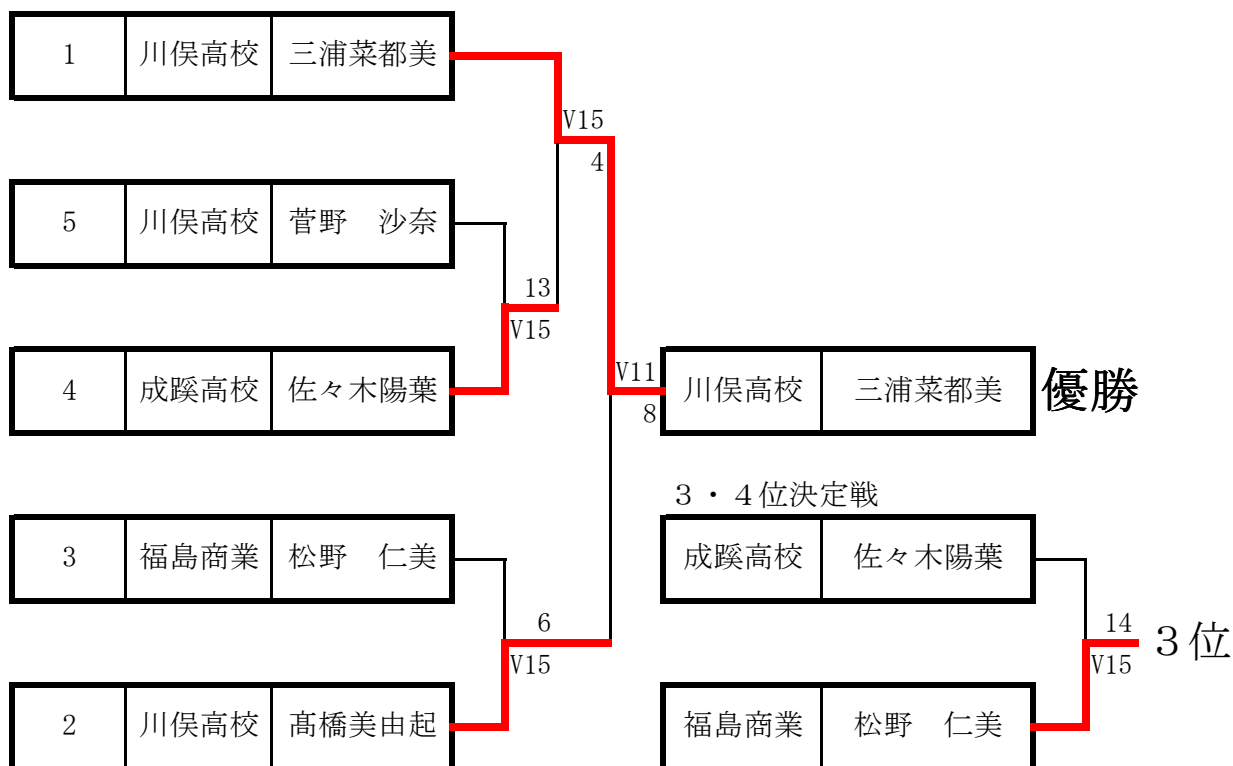 1 川俣高校 三浦菜都美
V15
4
5 川俣高校 菅野　沙奈
13
V15
4 成蹊高校 佐々木陽葉
V11
8
川俣高校 三浦菜都美 優勝
３・４位決定戦
3 福島商業 松野　仁美
成蹊高校 佐々木陽葉
6
V15
14
V15
３位
2 川俣高校 髙橋美由起
福島商業 松野　仁美